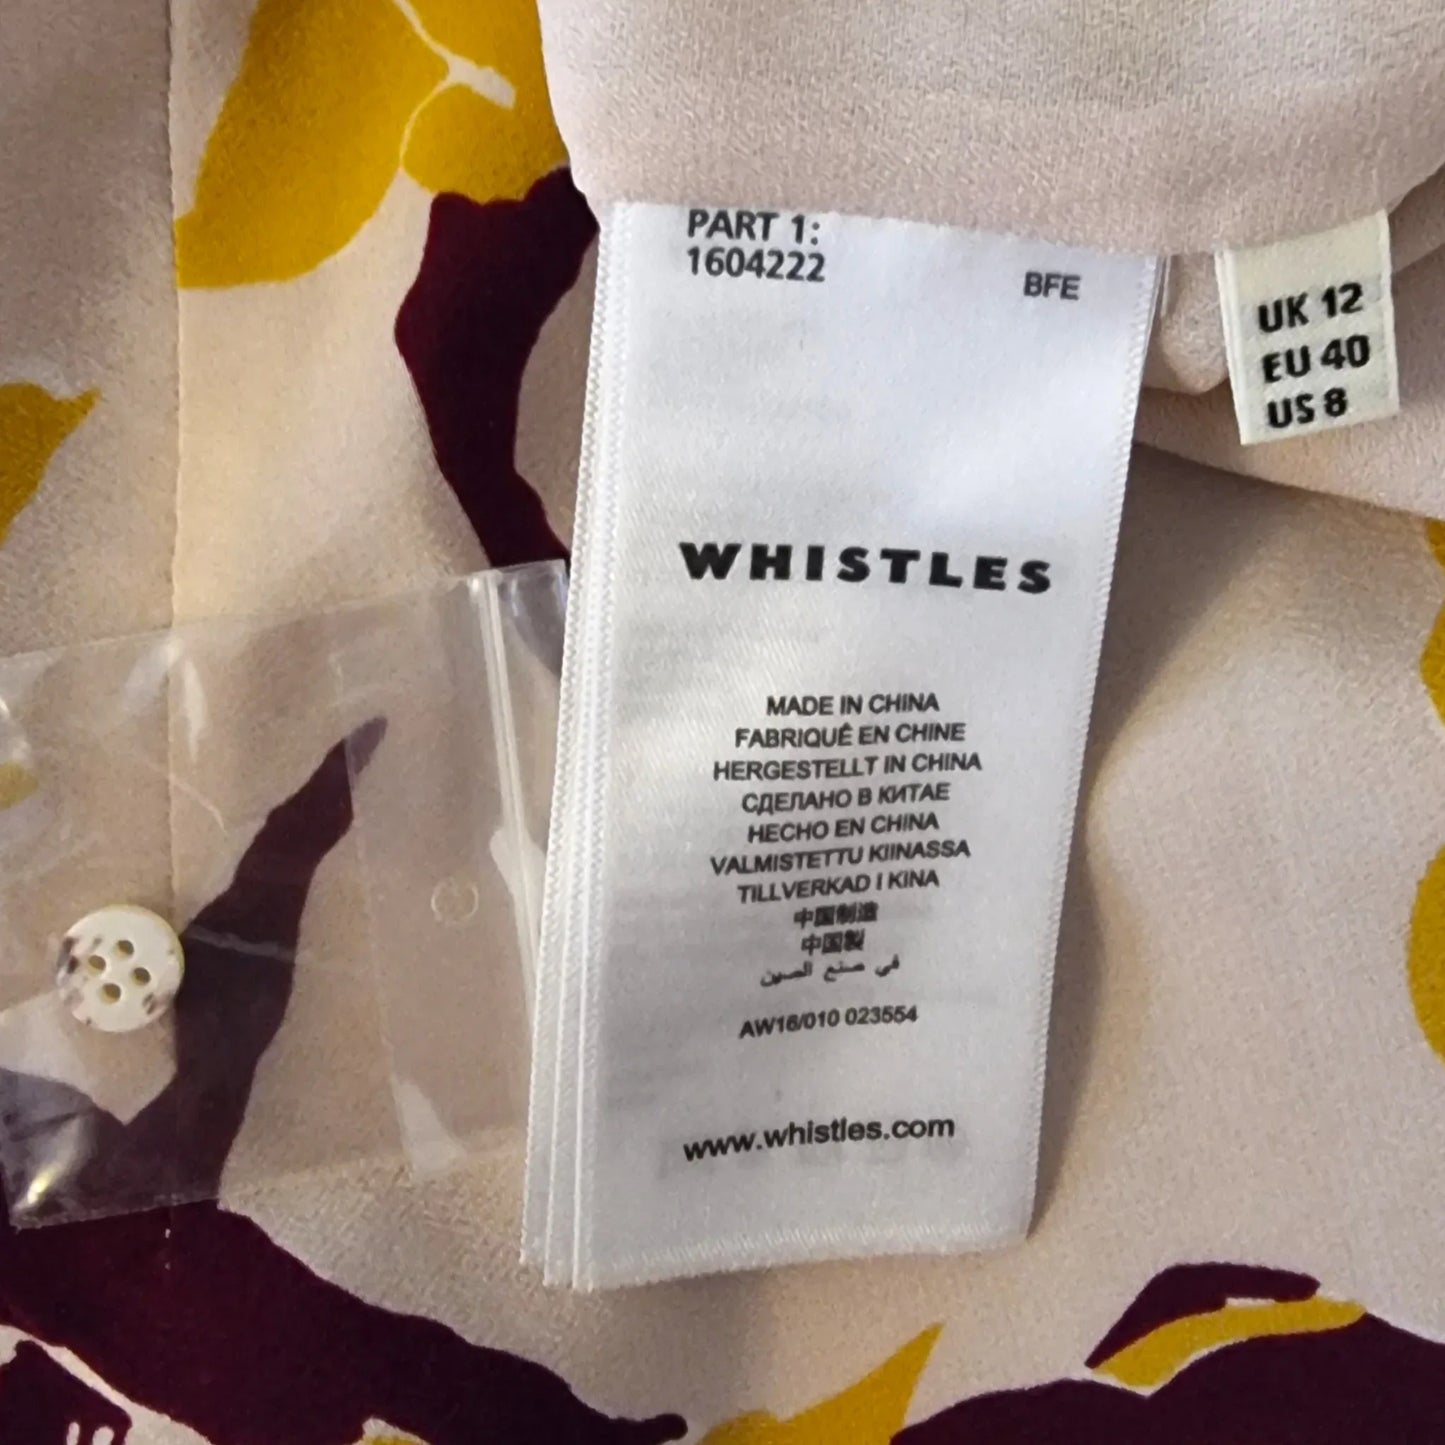 PART 1:
1604222
BFE
UK 12
EU 40
US 8
WHISTLES
MADE IN CHINA
FABRIQUÉ EN CHINE
HERGESTELLT IN CHINA
СДЕЛАНО В КИТАЕ
HECHO EN CHINA
VALMISTETTU KIINASSA
TILLVERKAD I KINA
中国制造
中国製
في صنع الصين
AW16/010 023554
www.whistles.com